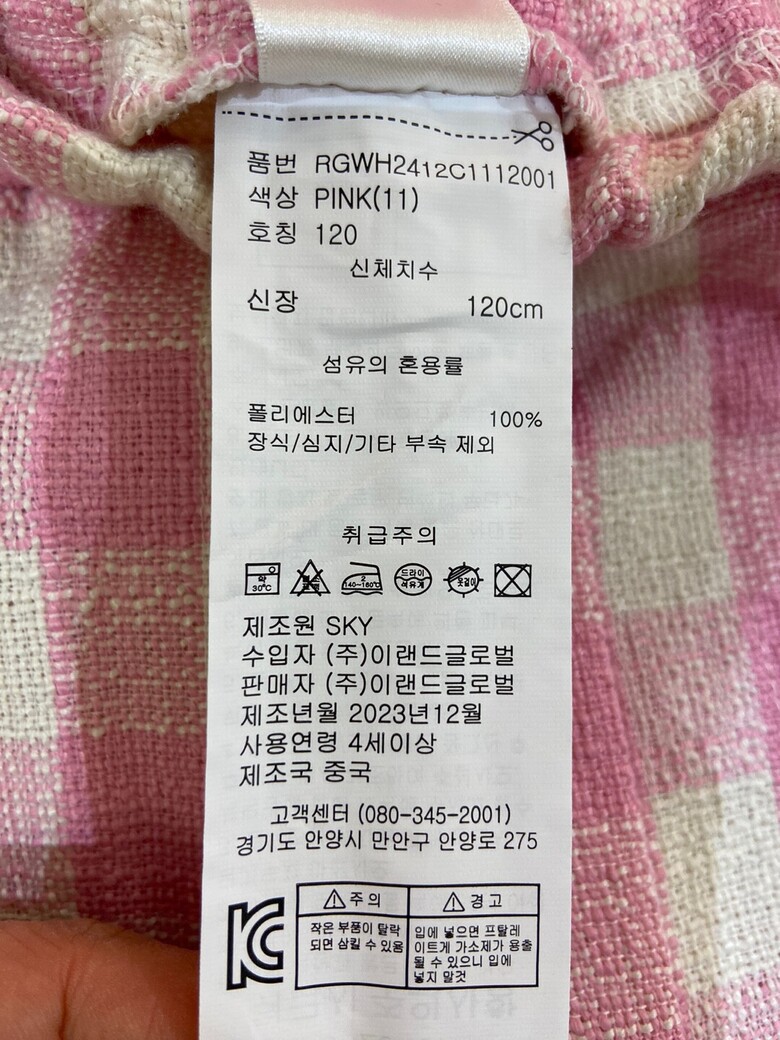 품번 RGWH2412C1112001
색상 PINK(11)
호칭 120
신체치수
신장 120cm
섬유의 혼용률
폴리에스터 100%
장식/심지/기타 부속 제외
취급주의
약 30℃
2 140~160℃
드라이 석유계
옷걸이
제조원 SKY
수입자 (주)이랜드글로벌
판매자 (주)이랜드글로벌
제조년월 2023년12월
사용연령 4세이상
제조국 중국
고객센터 (080-345-2001)
경기도 안양시 만안구 안양로 275
주의
작은 부품이 탈락
되면 삼킬 수 있음
경고
입에 넣으면 프탈레
이트게 가소제가 용출
될 수 있으니 입에
넣지 말것